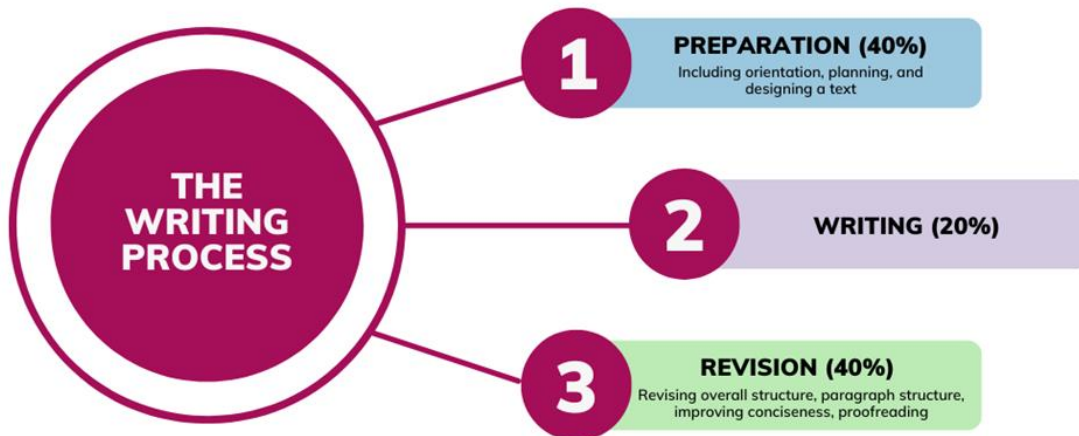 THE
WRITING
PROCESS
1
PREPARATION (40%)
Including orientation, planning, and
designing a text
2
WRITING (20%)
3
REVISION (40%)
Revising overall structure, paragraph structure,
improving conciseness, proofreading